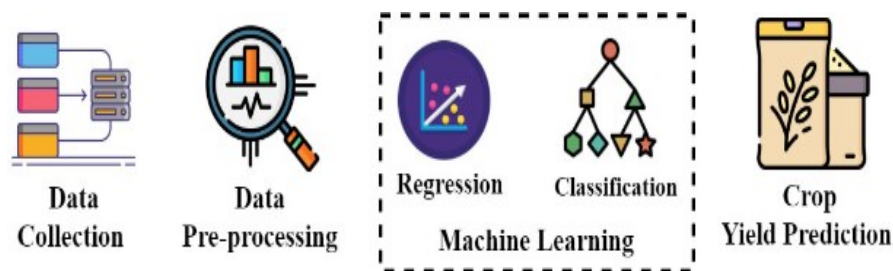 Data
Collection
Data
Pre-processing
Regression
Classification
Machine Learning
Crop
Yield Prediction